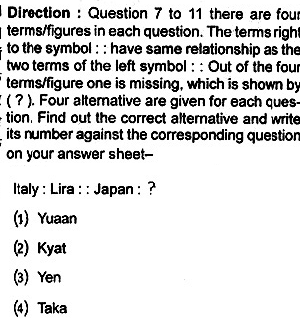 Direction : Question 7 to 11 there are four
terms/figures in each question. The terms right
to the symbol : : have same relationship as the
two terms of the left symbol : : Out of the four
terms/figure one is missing, which is shown by
( ? ). Four alternative are given for each ques-
tion. Find out the correct alternative and write
its number against the corresponding question
on your answer sheet–
Italy : Lira : : Japan : ?
(1) Yuaan
(2) Kyat
(3) Yen
(4) Taka